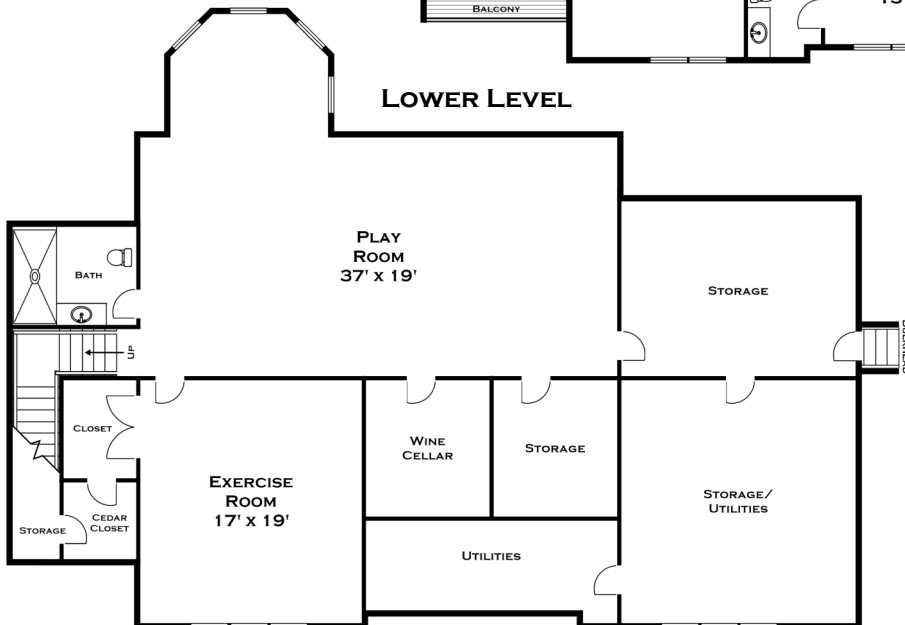 BALCONY
LOWER LEVEL
PLAY
ROOM
37' X 19'
BATH
STORAGE
UP
CLOSET
WINE
CELLAR
STORAGE
EXERCISE
ROOM
17' X 19'
STORAGE/
UTILITIES
CEDAR
CLOSET
STORAGE
UTILITIES